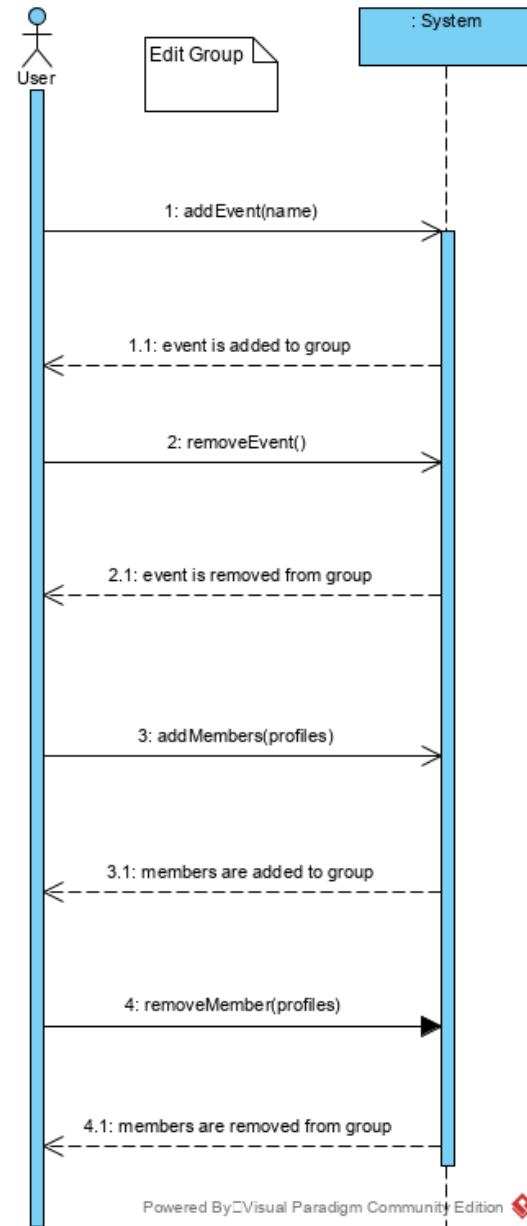 : System
Edit Group
User
1: addEvent(name)
1.1: event is added to group
2: removeEvent()
2.1: event is removed from group
3: addMembers(profiles)
3.1: members are added to group
4: removeMember(profiles)
4.1: members are removed from group
Powered By□Visual Paradigm Community Edition